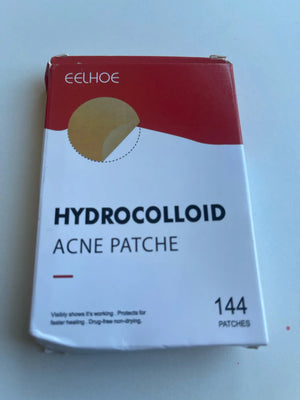 EELHOE
HYDROCOLLOID
ACNE PATCHE
Visibly shows it's working . Protects for
faster healing . Drug-free non-drying.
144
PATCHES